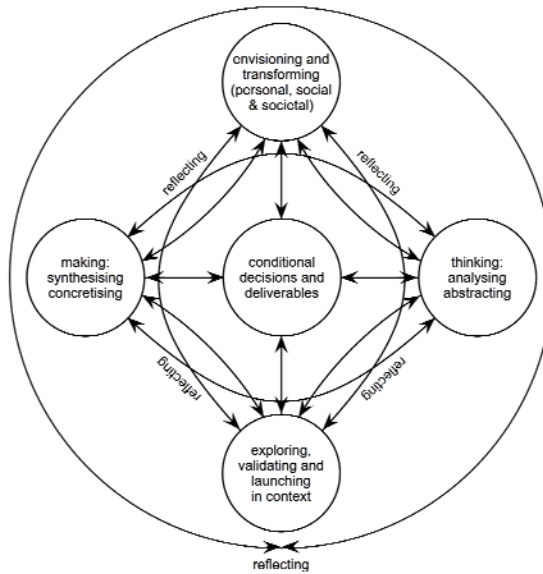 envisioning and
transforming
(personal, social
& societal)
reflecting
reflecting
making:
synthesising
concretising
conditional
decisions and
deliverables
thinking:
analysing
abstracting
reflecting
reflecting
exploring,
validating and
launching
in context
reflecting